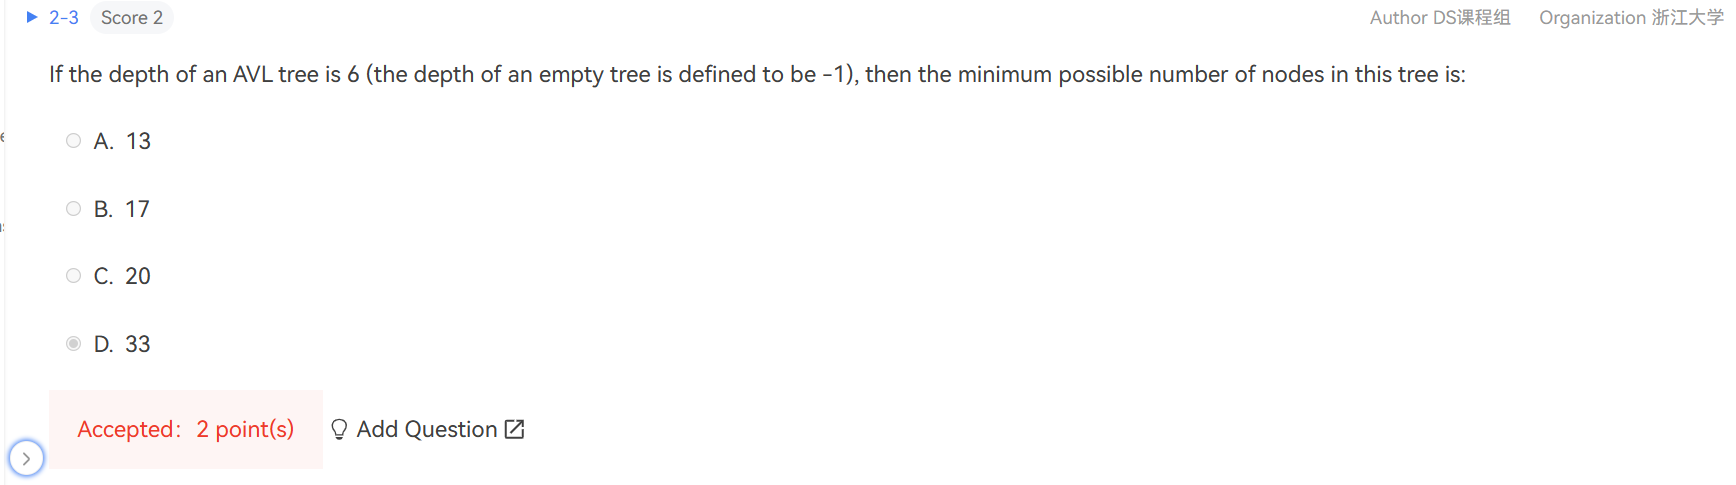 2-3 Score 2 Author DS课程组 Organization 浙江大学
If the depth of an AVL tree is 6 (the depth of an empty tree is defined to be -1), then the minimum possible number of nodes in this tree is:
A. 13
B. 17
C. 20
D. 33
Accepted: 2 point(s) Add Question